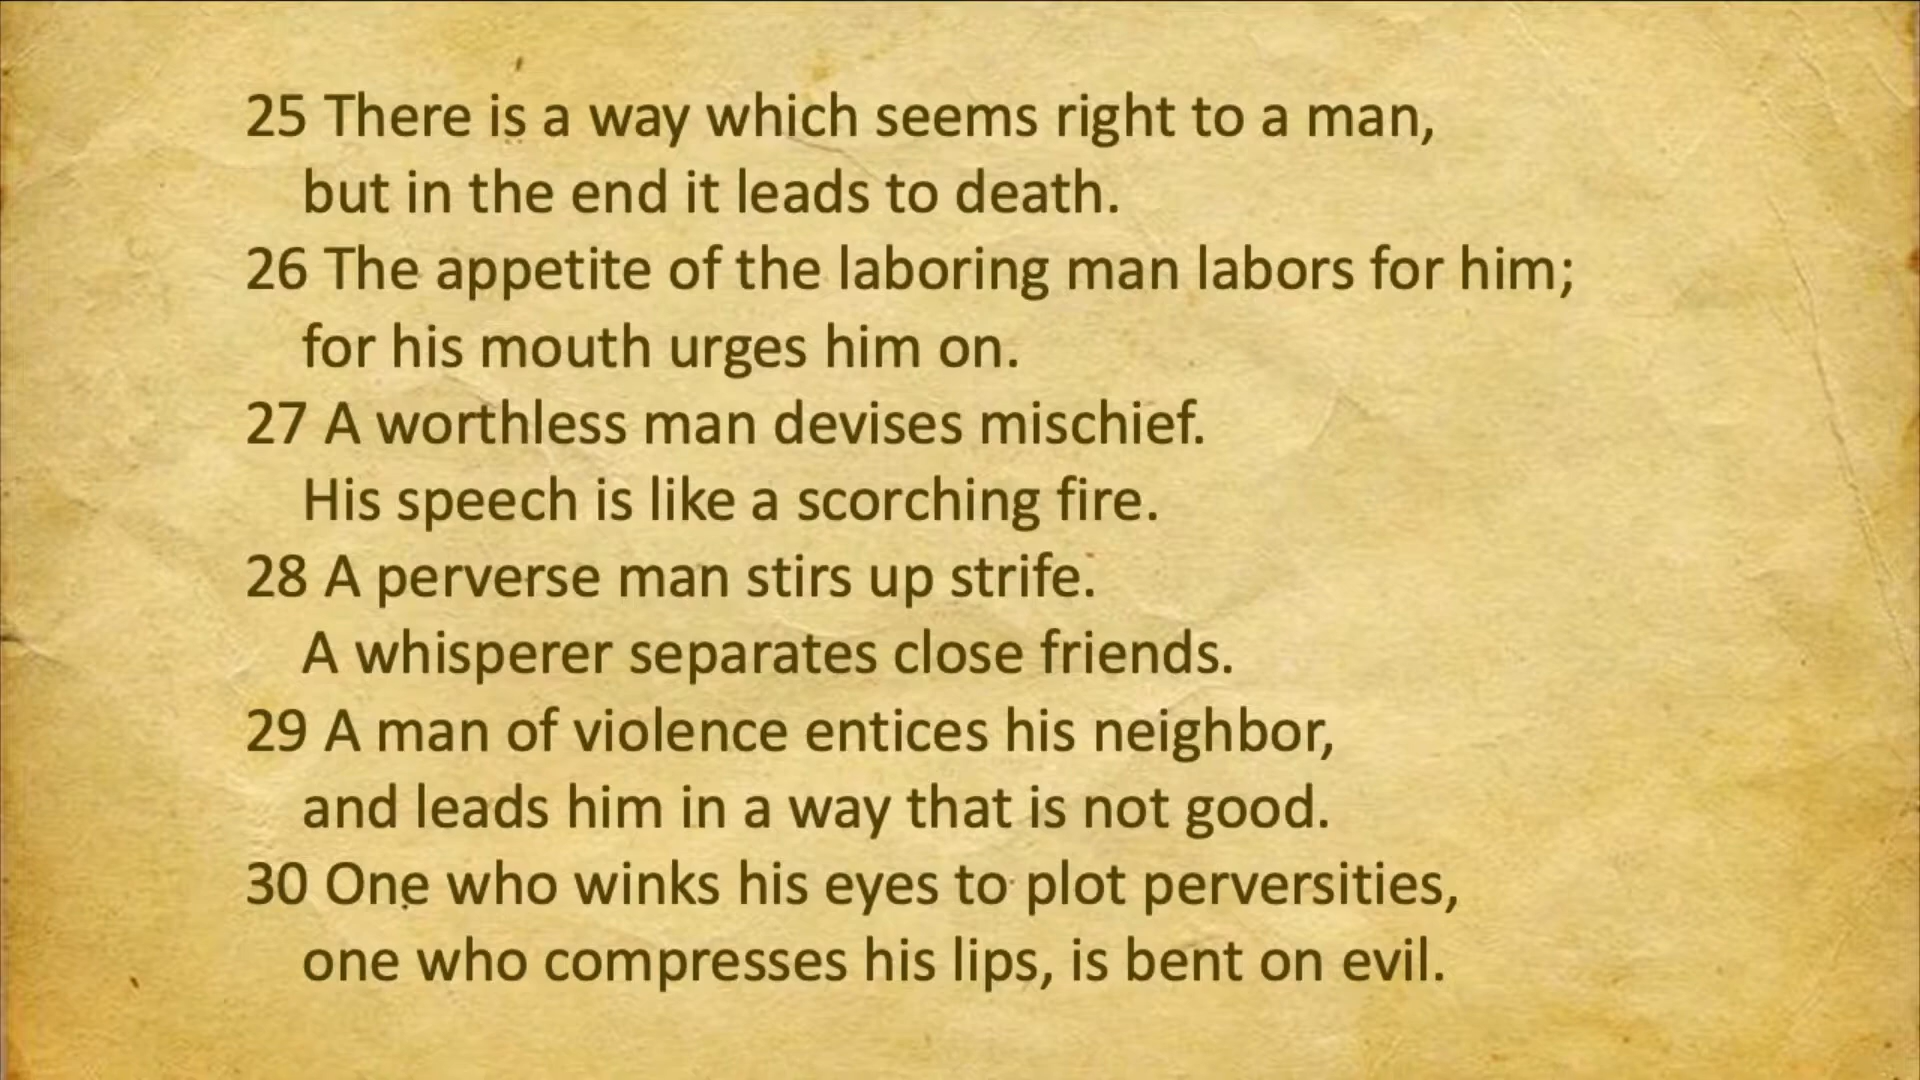 25 There is a way which seems right to a man,
but in the end it leads to death.
26 The appetite of the laboring man labors for him;
for his mouth urges him on.
27 A worthless man devises mischief.
His speech is like a scorching fire.
28 A perverse man stirs up strife.
A whisperer separates close friends.
29 A man of violence entices his neighbor,
and leads him in a way that is not good.
30 One who winks his eyes to plot perversities,
one who compresses his lips, is bent on evil.